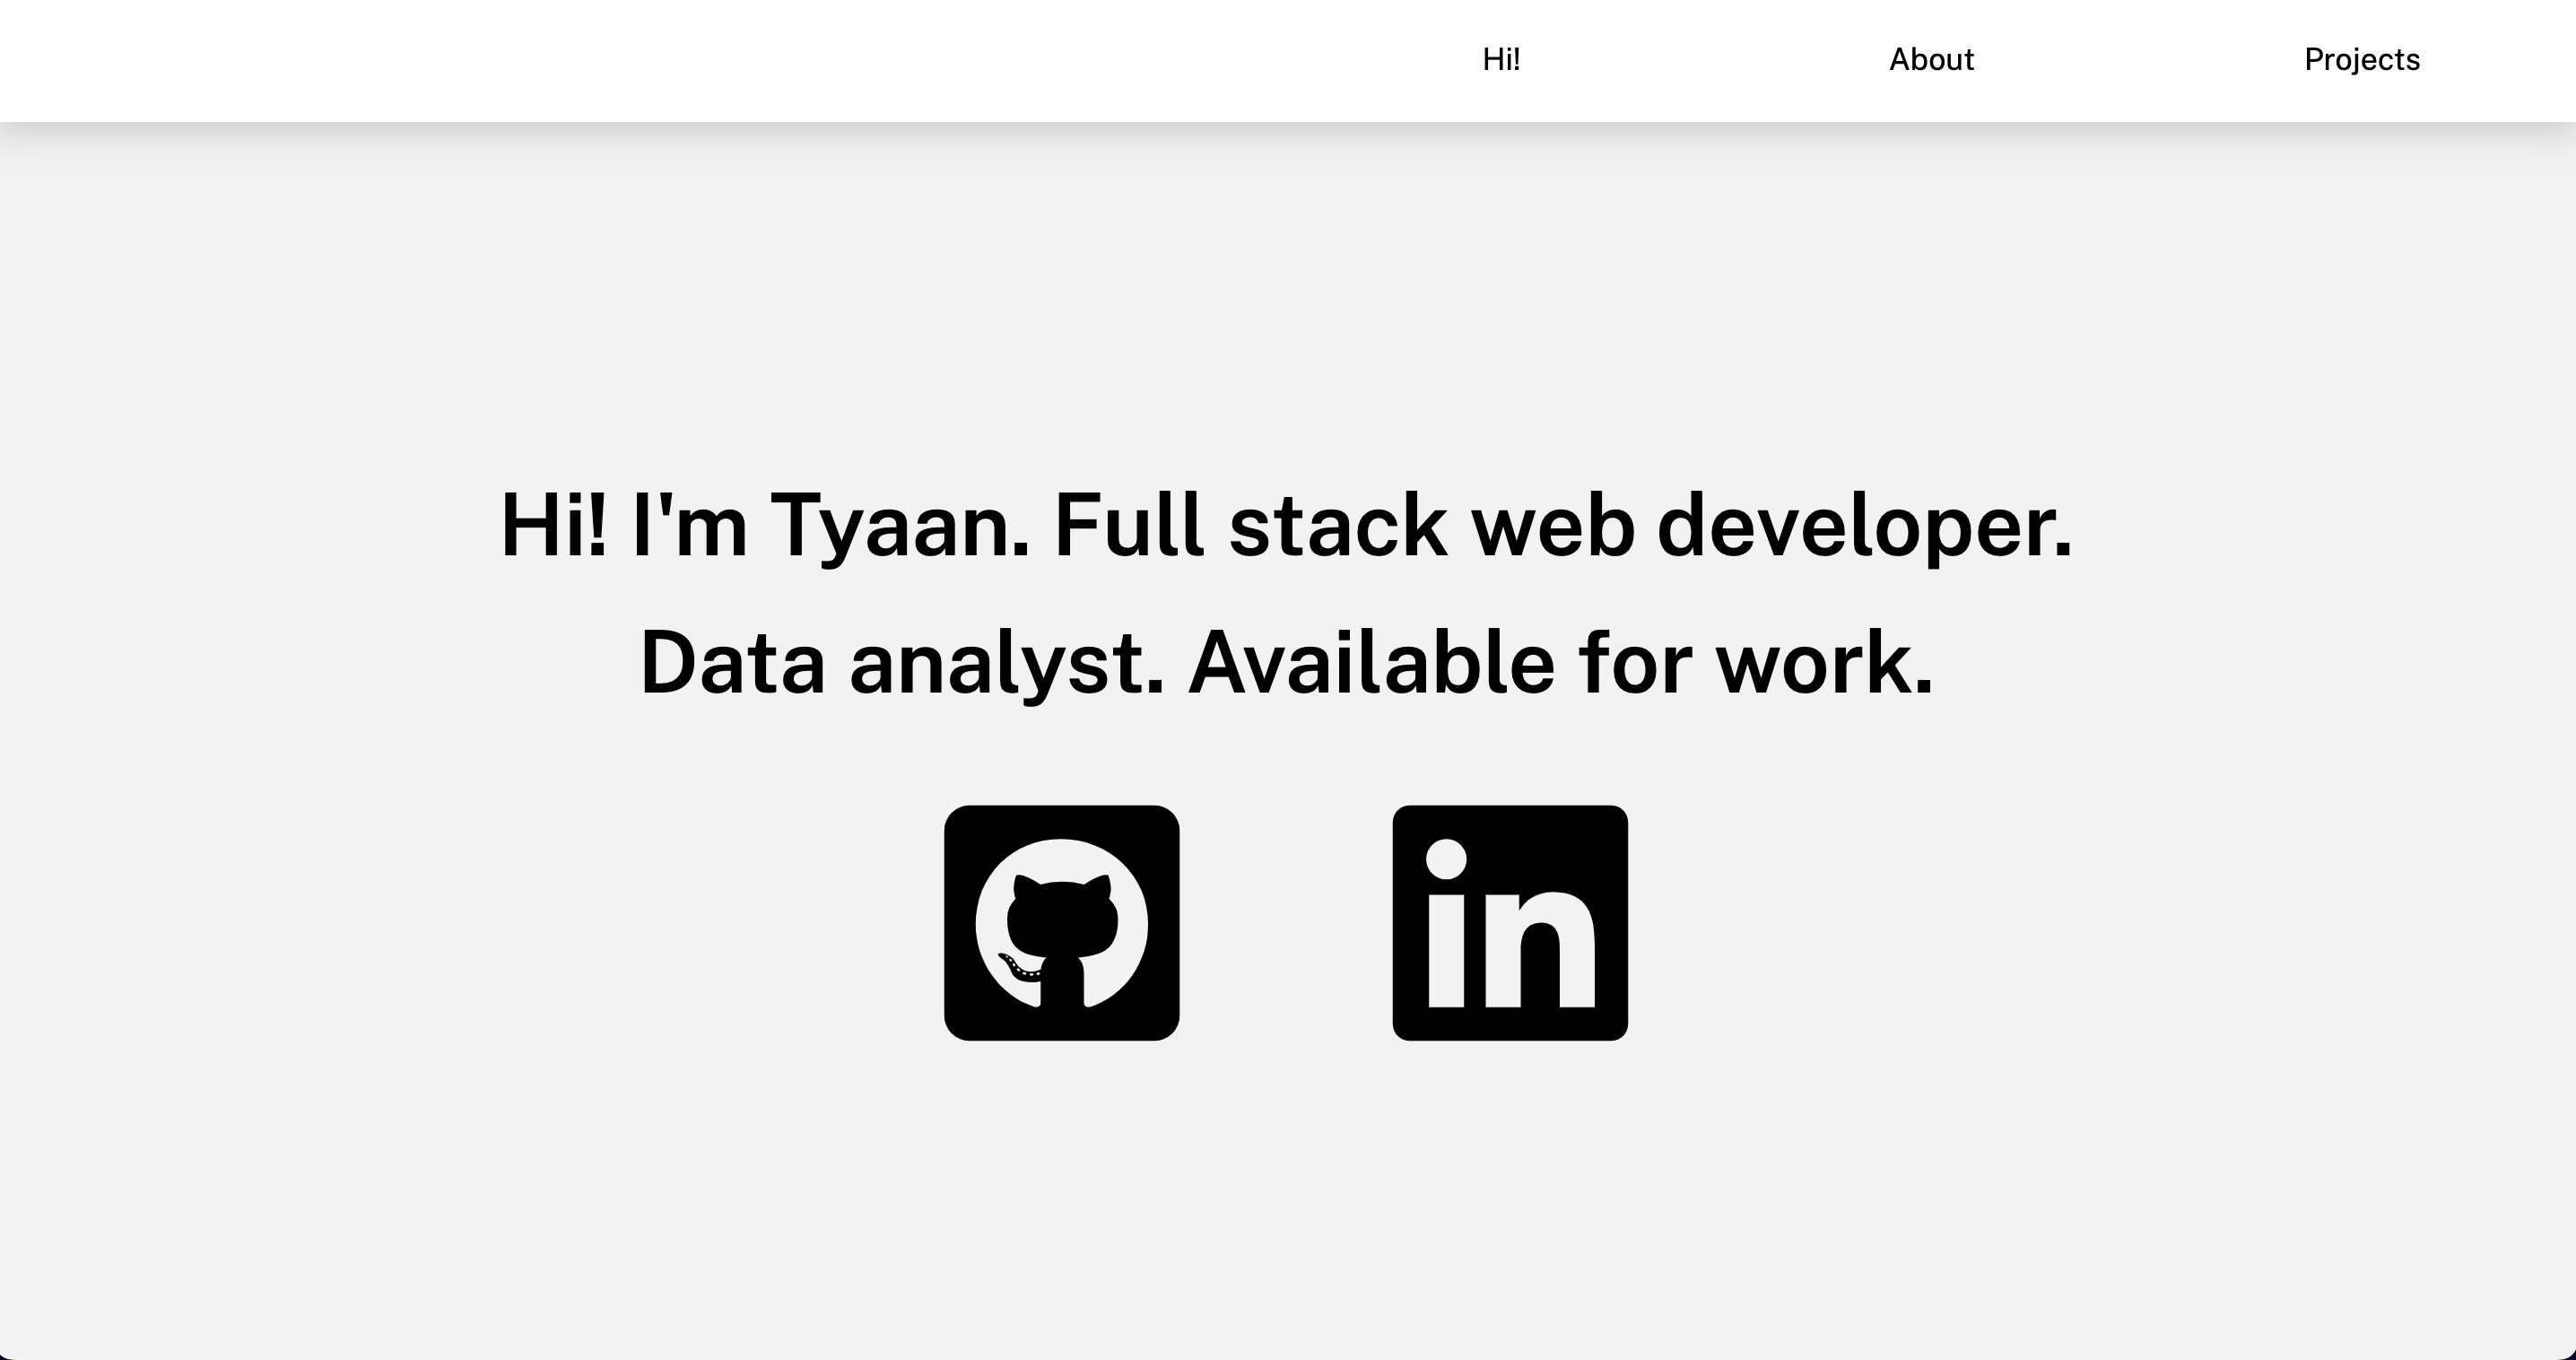 Hi! About Projects
Hi! I'm Tyaan. Full stack web developer.
Data analyst. Available for work.
in